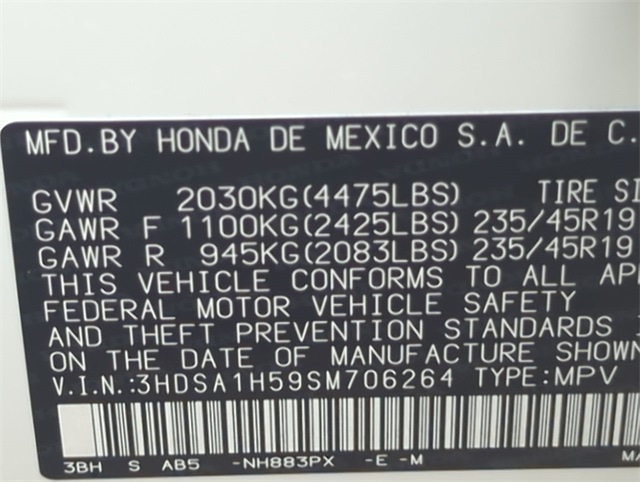 MFD.BY HONDA DE MEXICO S.A. DE C.
GVWR 2030KG(4475LBS) TIRE SI
GAWR F 1100KG(2425LBS) 235/45R19
GAWR R 945KG(2083LBS) 235/45R19
THIS VEHICLE CONFORMS TO ALL APP
FEDERAL MOTOR VEHICLE SAFETY
AND THEFT PREVENTION STANDARDS
ON THE DATE OF MANUFACTURE SHOWN
V.I.N.:3HDSA1H59SM706264 TYPE:MPV
3BH S AB5 -NH883PX -E -M MA